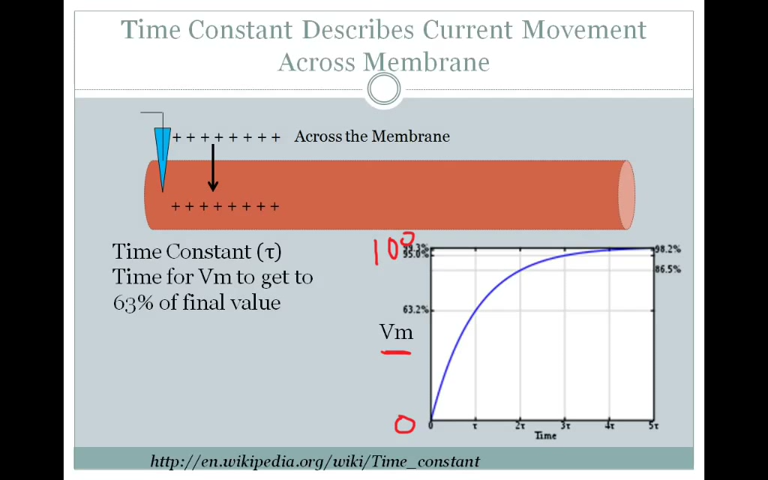 Time Constant Describes Current Movement
Across Membrane
+ + + + + + + + Across the Membrane
+ + + + + + + +
Time Constant (τ)
Time for Vm to get to
63% of final value
100
99.3%
95.0%
63.2%
98.2%
86.5%
Vm
0
0 τ 2τ 3τ 4τ 5τ
Time
http://en.wikipedia.org/wiki/Time_constant